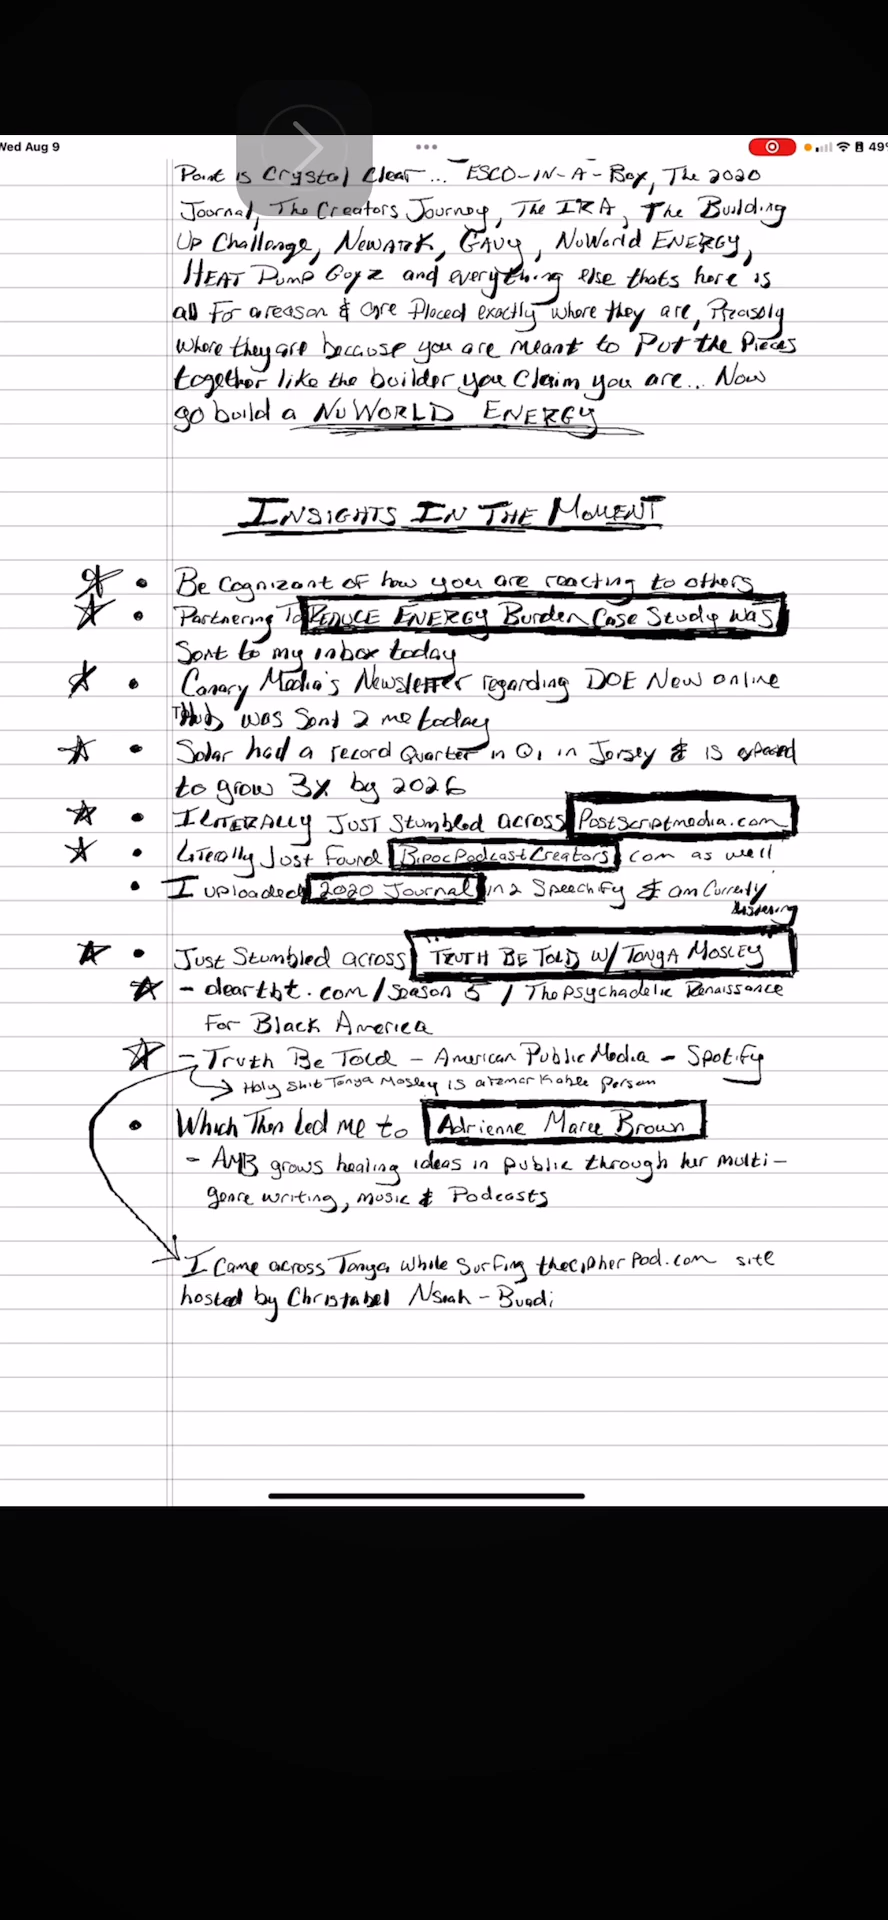 Wed Aug 9
49%
Point is Crystal Clear... ESCO-IN-A-Box, The 2020
Journal, The Creators Journey, The IRA, The Building
Up Challange, Newark, GAVY, NuWorld ENERGY,
HEAT Pump Guyz and everything else thats here is
all For a reason & are Placed exactly where they are,
where they are because you are meant to Put the Pieces
together like the builder you Claim you are... Now
go build a NUWORLD ENERGY
INSIGHTS IN THE MOMENT
• Be Cognizant of how you are reacting to others
• Partnering To REDUCE ENERGY Burden Case Study was
Sent to my inbox today
• Canary Media's Newsletter regarding DOE New online
Hub was Sent 2 me today
• Solar had a record Quarter in Q1 in Jersey & is expected
to grow 3x by 2026
• I LITERALLY JUST Stumbled across PostScriptmedia.com
• Literally Just Found BipocPodcastCreators.com as well
• I uploaded 2020 Journal in 2 Speechify & am Currently
listening
• Just Stumbled across TRUTH BE TOLD W/ TONYA MOSLEY
- deartbt.com/Season 5/ The psychadelic Renaissance
For Black America
- Truth Be Told - American Public Media - Spotify
Holy Shit Tonya Mosley is a remarkable person
• Which Then Led me to Adrienne Maree Brown
- AMB grows healing ideas in public through her multi-
genre writing, music & Podcasts
I Came across Tonya while Surfing thecipherpod.com site
hosted by Christabel Nsiah-Buadi